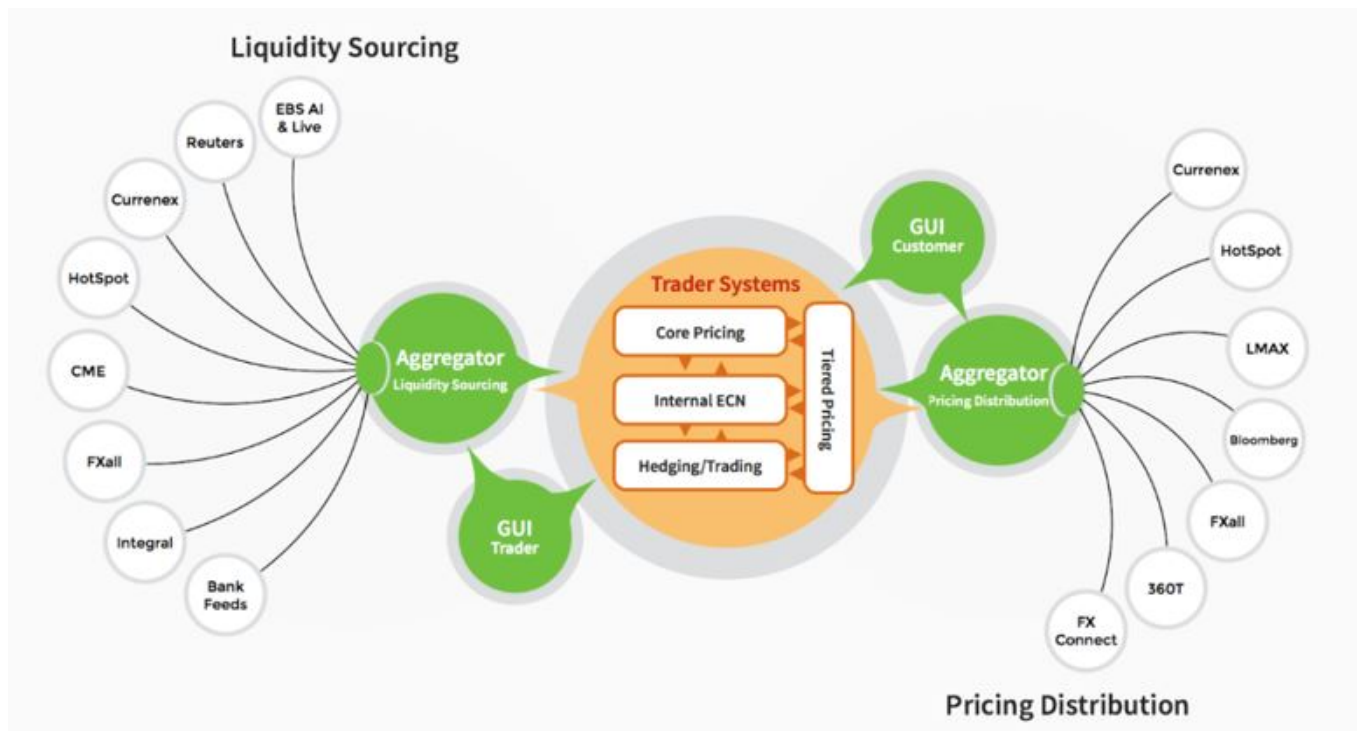 Liquidity Sourcing
EBS AI
& Live
Reuters
Currenex
HotSpot
CME
FXall
Integral
Bank
Feeds
Aggregator
Liquidity Sourcing
GUI
Trader
Trader Systems
Core Pricing
Internal ECN
Hedging/Trading
Tiered Pricing
GUI
Customer
Aggregator
Pricing Distribution
Currenex
HotSpot
LMAX
Bloomberg
FXall
360T
FX
Connect
Pricing Distribution